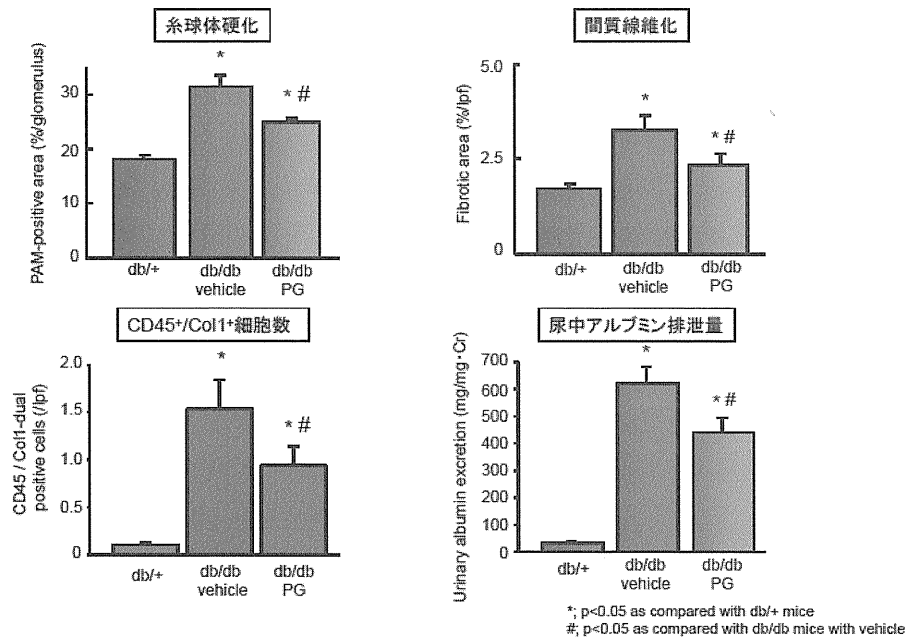 糸球体硬化
PAM-positive area (%/glomerulus)
30
20
10
0
*
* #
db/+
db/db
vehicle
db/db
PG
間質線維化
Fibrotic area (%/lpf)
5.0
2.5
0
*
* #
db/+
db/db
vehicle
db/db
PG
CD45⁺/Col1⁺細胞数
CD45 / Col1-dual
positive cells (/lpf)
2.0
1.5
1.0
0.5
0
*
* #
db/+
db/db
vehicle
db/db
PG
尿中アルブミン排泄量
Urinary albumin excretion (mg/mg・Cr)
700
600
500
400
300
200
100
0
*
* #
db/+
db/db
vehicle
db/db
PG
*; p<0.05 as compared with db/+ mice
#; p<0.05 as compared with db/db mice with vehicle